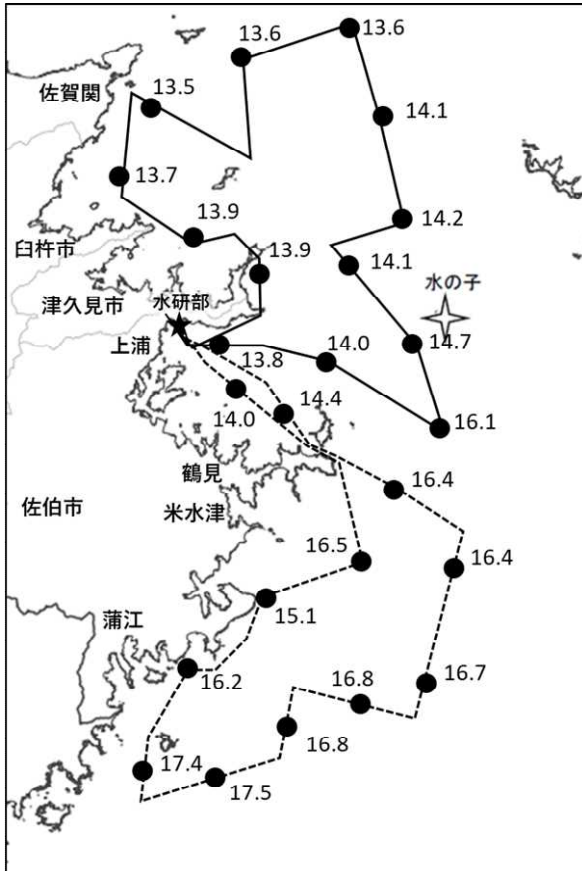 13.6
13.6
佐賀関
13.5
14.1
13.7
14.2
13.9
臼杵市
13.9
14.1
水の子
津久見市
水研部
上浦
13.8
14.0
14.7
14.0
14.4
16.1
鶴見
16.4
佐伯市
米水津
16.5
16.4
15.1
蒲江
16.2
16.8
16.7
16.8
17.4
17.5